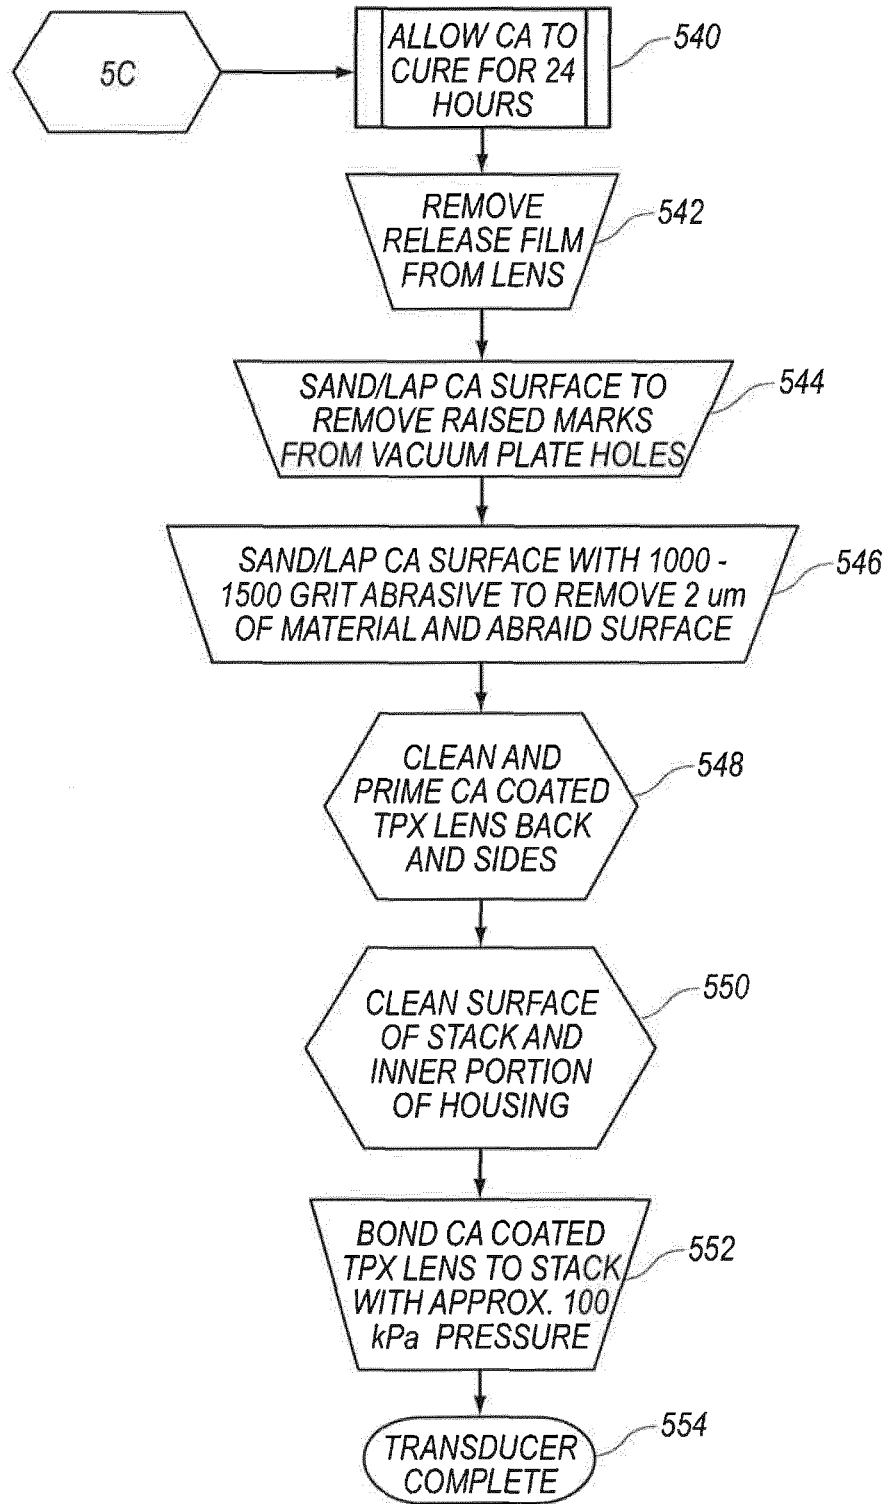 5C
ALLOW CA TO
CURE FOR 24
HOURS
540
REMOVE
RELEASE FILM
FROM LENS
542
SAND/LAP CA SURFACE TO
REMOVE RAISED MARKS
FROM VACUUM PLATE HOLES
544
SAND/LAP CA SURFACE WITH 1000 -
1500 GRIT ABRASIVE TO REMOVE 2 um
OF MATERIAL AND ABRAID SURFACE
546
CLEAN AND
PRIME CA COATED
TPX LENS BACK
AND SIDES
548
CLEAN SURFACE
OF STACK AND
INNER PORTION
OF HOUSING
550
BOND CA COATED
TPX LENS TO STACK
WITH APPROX. 100
kPa PRESSURE
552
TRANSDUCER
COMPLETE
554